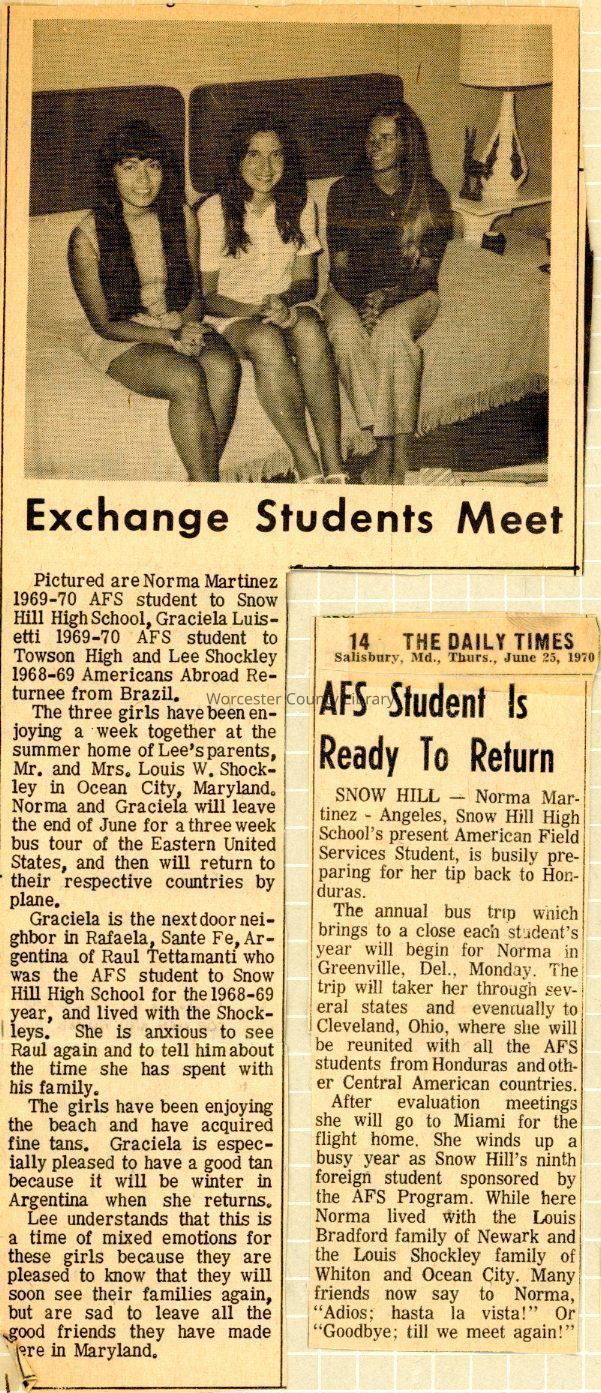 Exchange Students Meet
Pictured are Norma Martinez
1969-70 AFS student to Snow
Hill High School, Graciela Luis-
etti 1969-70 AFS student to
Towson High and Lee Shockley
1968-69 Americans Abroad Re-
turnee from Brazil.
The three girls have been en-
joying a week together at the
summer home of Lee's parents,
Mr. and Mrs. Louis W. Shock-
ley in Ocean City, Maryland.
Norma and Graciela will leave
the end of June for a three week
bus tour of the Eastern United
States, and then will return to
their respective countries by
plane.
Graciela is the next door nei-
ghbor in Rafaela, Sante Fe, Ar-
gentina of Raul Tettamanti who
was the AFS student to Snow
Hill High School for the 1968-69
year, and lived with the Shock-
leys. She is anxious to see
Raul again and to tell him about
the time she has spent with
his family.
The girls have been enjoying
the beach and have acquired
fine tans. Graciela is espec-
ially pleased to have a good tan
because it will be winter in
Argentina when she returns.
Lee understands that this is
a time of mixed emotions for
these girls because they are
pleased to know that they will
soon see their families again,
but are sad to leave all the
good friends they have made
ere in Maryland.
Worcester County Library
14 THE DAILY TIMES
Salisbury, Md., Thurs., June 25, 1970
AFS Student Is
Ready To Return
SNOW HILL — Norma Mar-
tinez - Angeles, Snow Hill High
School's present American Field
Services Student, is busily pre-
paring for her tip back to Hon-
duras.
The annual bus trip which
brings to a close each student's
year will begin for Norma in
Greenville, Del., Monday. The
trip will taker her through sev-
eral states and eventually to
Cleveland, Ohio, where she will
be reunited with all the AFS
students from Honduras and oth-
er Central American countries.
After evaluation meetings
she will go to Miami for the
flight home. She winds up a
busy year as Snow Hill's ninth
foreign student sponsored by
the AFS Program. While here
Norma lived with the Louis
Bradford family of Newark and
the Louis Shockley family of
Whiton and Ocean City. Many
friends now say to Norma,
"Adios; hasta la vista!" Or
"Goodbye; till we meet again!"